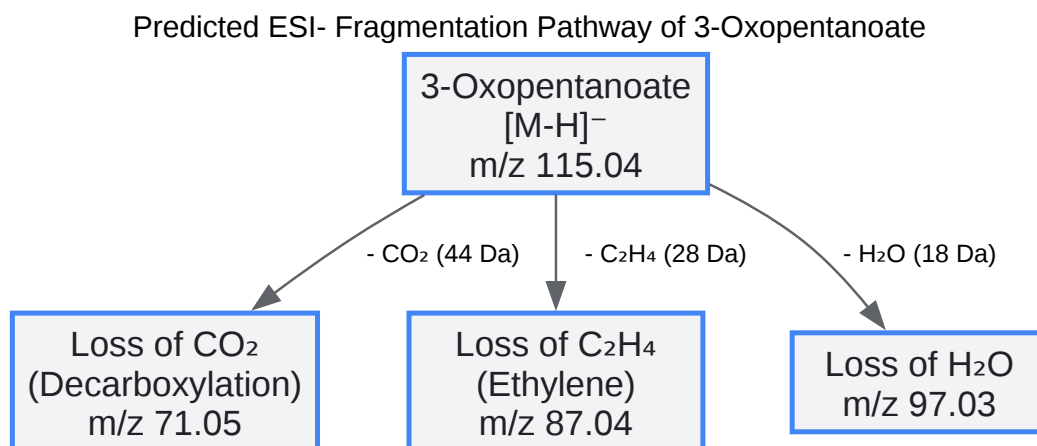 Predicted ESI- Fragmentation Pathway of 3-Oxopentanoate
3-Oxopentanoate
[M-H]⁻
m/z 115.04
- CO₂ (44 Da)
- C₂H₄ (28 Da)
- H₂O (18 Da)
Loss of CO₂
(Decarboxylation)
m/z 71.05
Loss of C₂H₄
(Ethylene)
m/z 87.04
Loss of H₂O
m/z 97.03